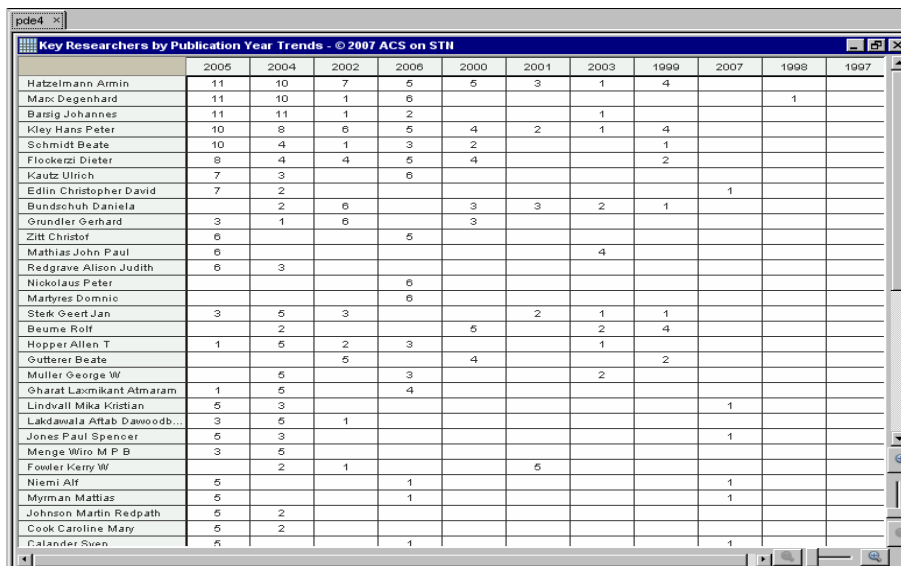 pde4 ×
Key Researchers by Publication Year Trends - © 2007 ACS on STN
2005 2004 2002 2006 2000 2001 2003 1999 2007 1998 1997
Hatzelmann Armin 11 10 7 5 5 3 1 4
Marx Degenhard 11 10 1 6 1
Barsig Johannes 11 11 1 2 1
Kley Hans Peter 10 8 6 5 4 2 1 4
Schmidt Beate 10 4 1 3 2 1
Flockerzi Dieter 8 4 4 5 4 2
Kautz Ulrich 7 3 6
Edlin Christopher David 7 2 1
Bundschuh Daniela 2 6 3 3 2 1
Grundler Gerhard 3 1 6 3
Zitt Christof 6 5
Mathias John Paul 6 4
Redgrave Alison Judith 6 3
Nickolaus Peter 6
Martyres Domnic 6
Sterk Geert Jan 3 5 3 2 1 1
Beume Rolf 2 5 2 4
Hopper Allen T 1 5 2 3 1
Gutterer Beate 5 4 2
Muller George W 5 3 2
Gharat Laxmikant Atmaram 1 5 4
Lindvall Mika Kristian 5 3 1
Lakdawala Aftab Dawoodb... 3 5 1
Jones Paul Spencer 5 3 1
Menge Wiro M P B 3 5
Fowler Kerry W 2 1 5
Niemi Alf 5 1 1
Myrman Mattias 5 1 1
Johnson Martin Redpath 5 2
Cook Caroline Mary 5 2
Calander Sven 5 1 1